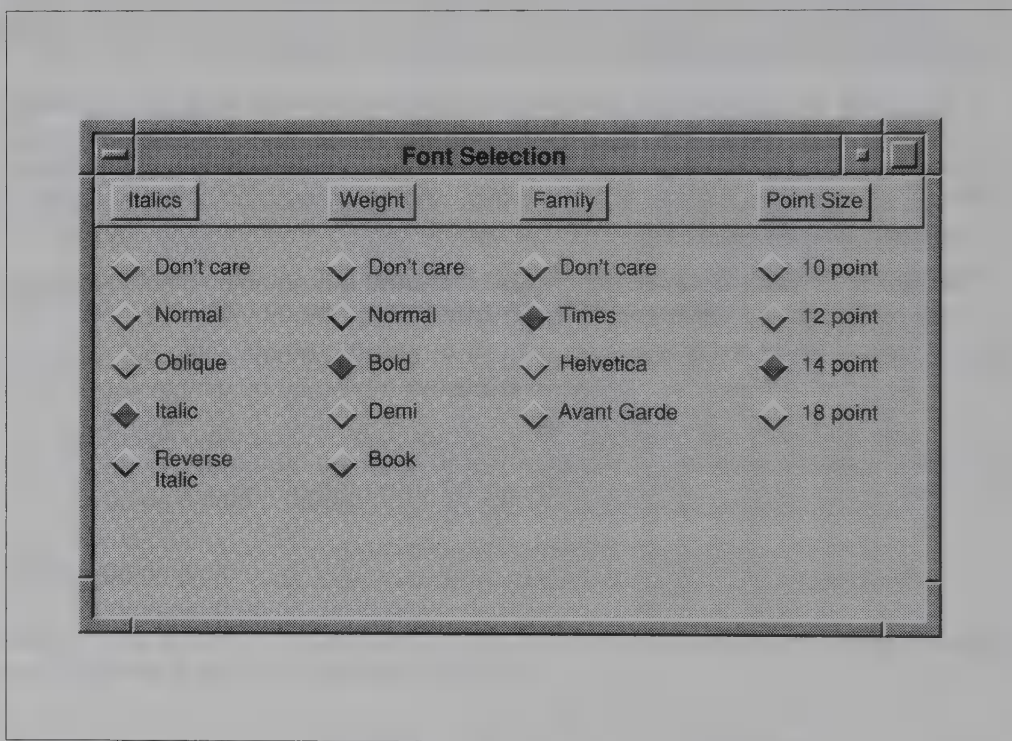 Font Selection
Italics Weight Family Point Size
Don't care Don't care Don't care 10 point
Normal Normal Times 12 point
Oblique Bold Helvetica 14 point
Italic Demi Avant Garde 18 point
Reverse Book
Italic